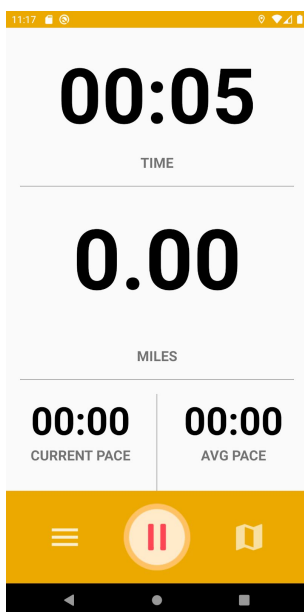 11:17
00:05
TIME
0.00
MILES
00:00 00:00
CURRENT PACE AVG PACE